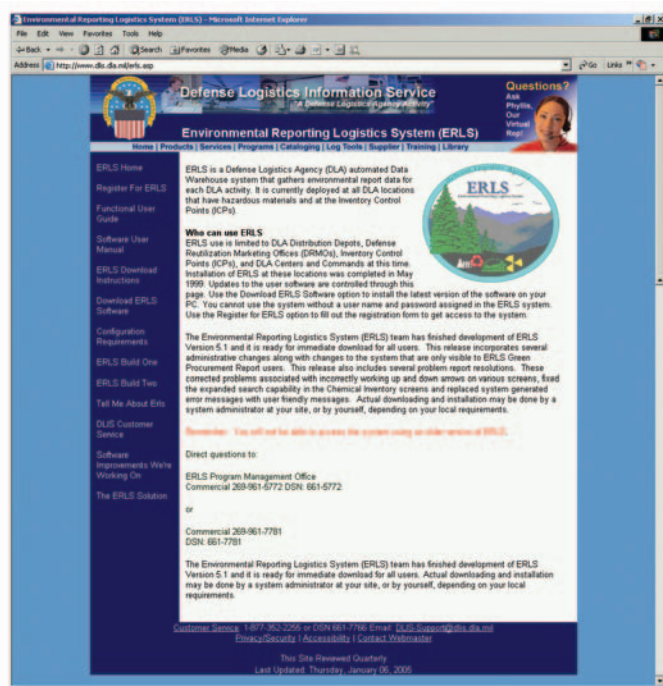 Environmental Reporting Logistics System (ERLS) - Microsoft Internet Explorer
File Edit View Favorites Tools Help
Back Search Favorites Media
Address http://www.dlis.dla.mil/erls.asp Go Links
Defense Logistics Information Service
"A Defense Logistics Agency Activity"
Environmental Reporting Logistics System (ERLS)
Questions?
Ask
Phyllis,
Our
Virtual
Rep!
Home | Products | Services | Programs | Cataloging | Log Tools | Supplier | Training | Library
ERLS Home
Register For ERLS
Functional User
Guide
Software User
Manual
ERLS Download
Instructions
Download ERLS
Software
Configuration
Requirements
ERLS Build One
ERLS Build Two
Tell Me About Erls
DLIS Customer
Service
Software
Improvements We're
Working On
The ERLS Solution
ERLS is a Defense Logistics Agency (DLA) automated Data
Warehouse system that gathers environmental report data for
each DLA activity. It is currently deployed at all DLA locations
that have hazardous materials and at the Inventory Control
Points (ICPs).
ERLS
Who can use ERLS
ERLS use is limited to DLA Distribution Depots, Defense
Reutilization Marketing Offices (DRMOs), Inventory Control
Points (ICPs), and DLA Centers and Commands at this time.
Installation of ERLS at these locations was completed in May
1999. Updates to the user software are controlled through this
page. Use the Download ERLS Software option to install the latest version of the software on your
PC. You cannot use the system without a user name and password assigned in the ERLS system.
Use the Register for ERLS option to fill out the registration form to get access to the system.
The Environmental Reporting Logistics System (ERLS) team has finished development of ERLS
Version 5.1 and it is ready for immediate download for all users. This release incorporates several
administrative changes along with changes to the system that are only visible to ERLS Green
Procurement Report users. This release also includes several problem report resolutions. These
corrected problems associated with incorrectly working up and down arrows on various screens, fixed
the expanded search capability in the Chemical Inventory screens and replaced system generated
error messages with user friendly messages. Actual downloading and installation may be done by a
system administrator at your site, or by yourself, depending on your local requirements.
Remember: You will not be able to access the system using an older version of ERLS.
Direct questions to:
ERLS Program Management Office
Commercial 269-961-5772 DSN: 661-5772
or
Commercial 269-961-7781
DSN: 661-7781
The Environmental Reporting Logistics System (ERLS) team has finished development of ERLS
Version 5.1 and it is ready for immediate download for all users. Actual downloading and installation
may be done by a system administrator at your site, or by yourself, depending on your local
requirements.
Customer Service: 1-877-352-2255 or DSN 661-7766 Email: DLIS-Support@dlis.dla.mil
Privacy/Security | Accessibility | Contact Webmaster
This Site Reviewed Quarterly
Last Updated: Thursday, January 06, 2005